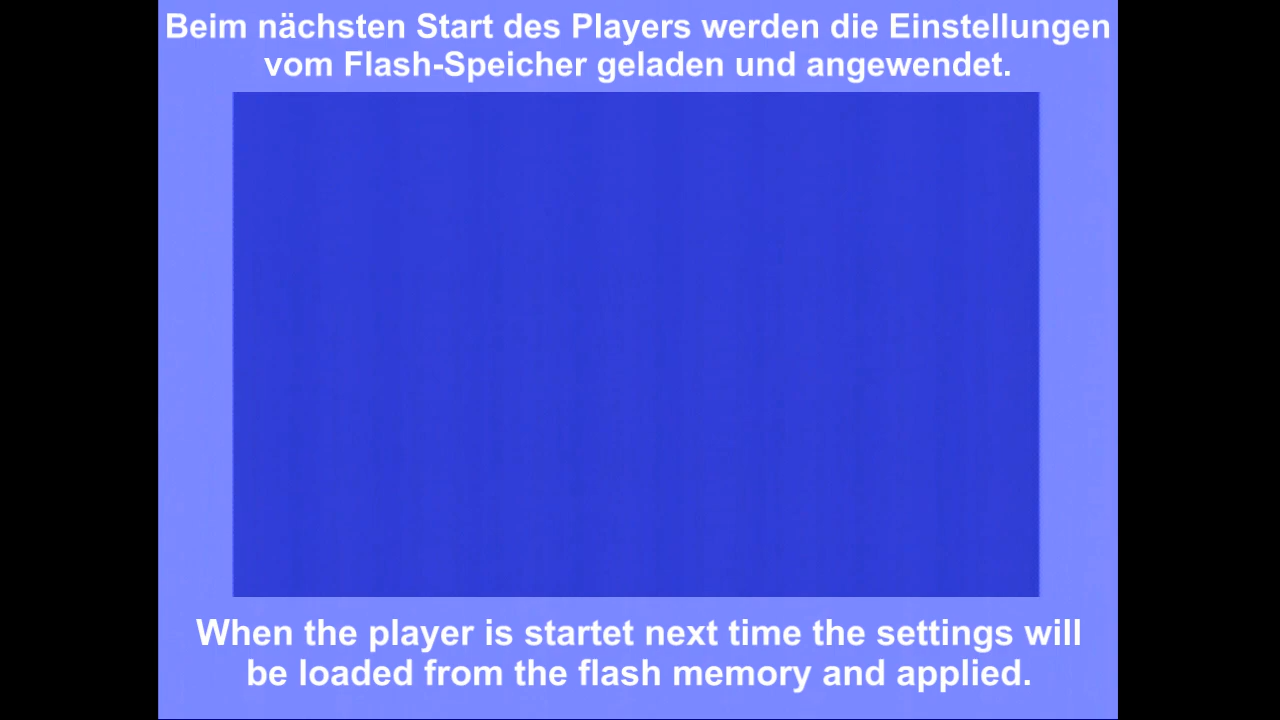 Beim nächsten Start des Players werden die Einstellungen
vom Flash-Speicher geladen und angewendet.
When the player is startet next time the settings will
be loaded from the flash memory and applied.